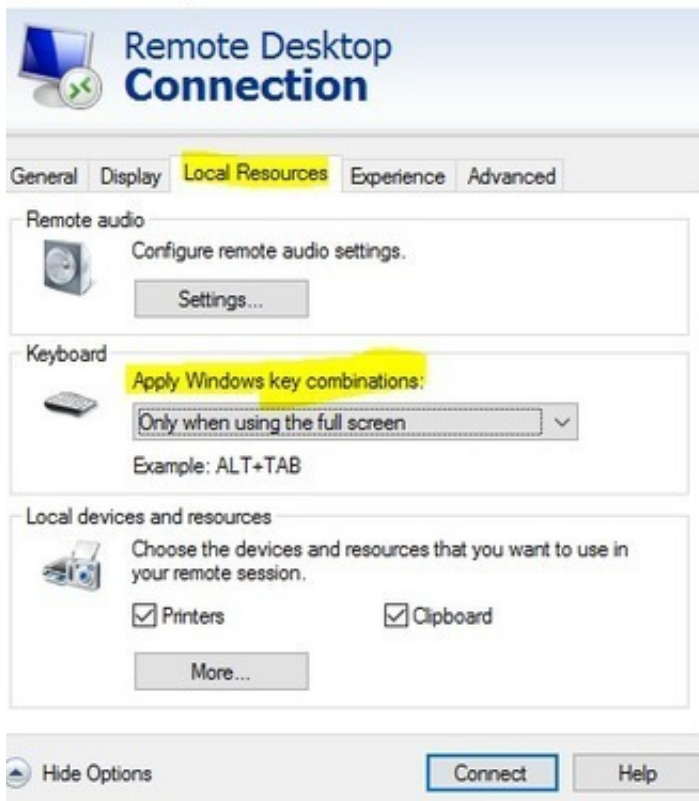 Remote Desktop
Connection
General Display Local Resources Experience Advanced
Remote audio
Configure remote audio settings.
Settings...
Keyboard
Apply Windows key combinations:
Only when using the full screen
Example: ALT+TAB
Local devices and resources
Choose the devices and resources that you want to use in
your remote session.
Printers Clipboard
More...
Hide Options Connect Help